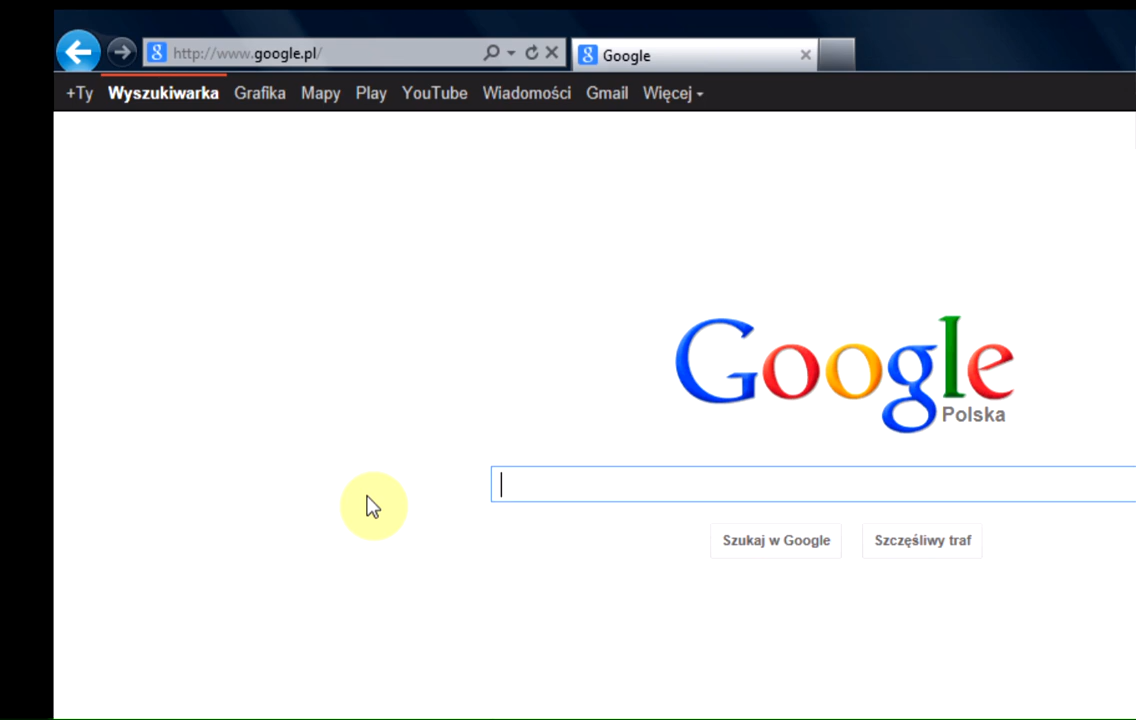 http://www.google.pl/ Google
+Ty Wyszukiwarka Grafika Mapy Play YouTube Wiadomości Gmail Więcej
Google
Polska
Szukaj w Google Szczęśliwy traf